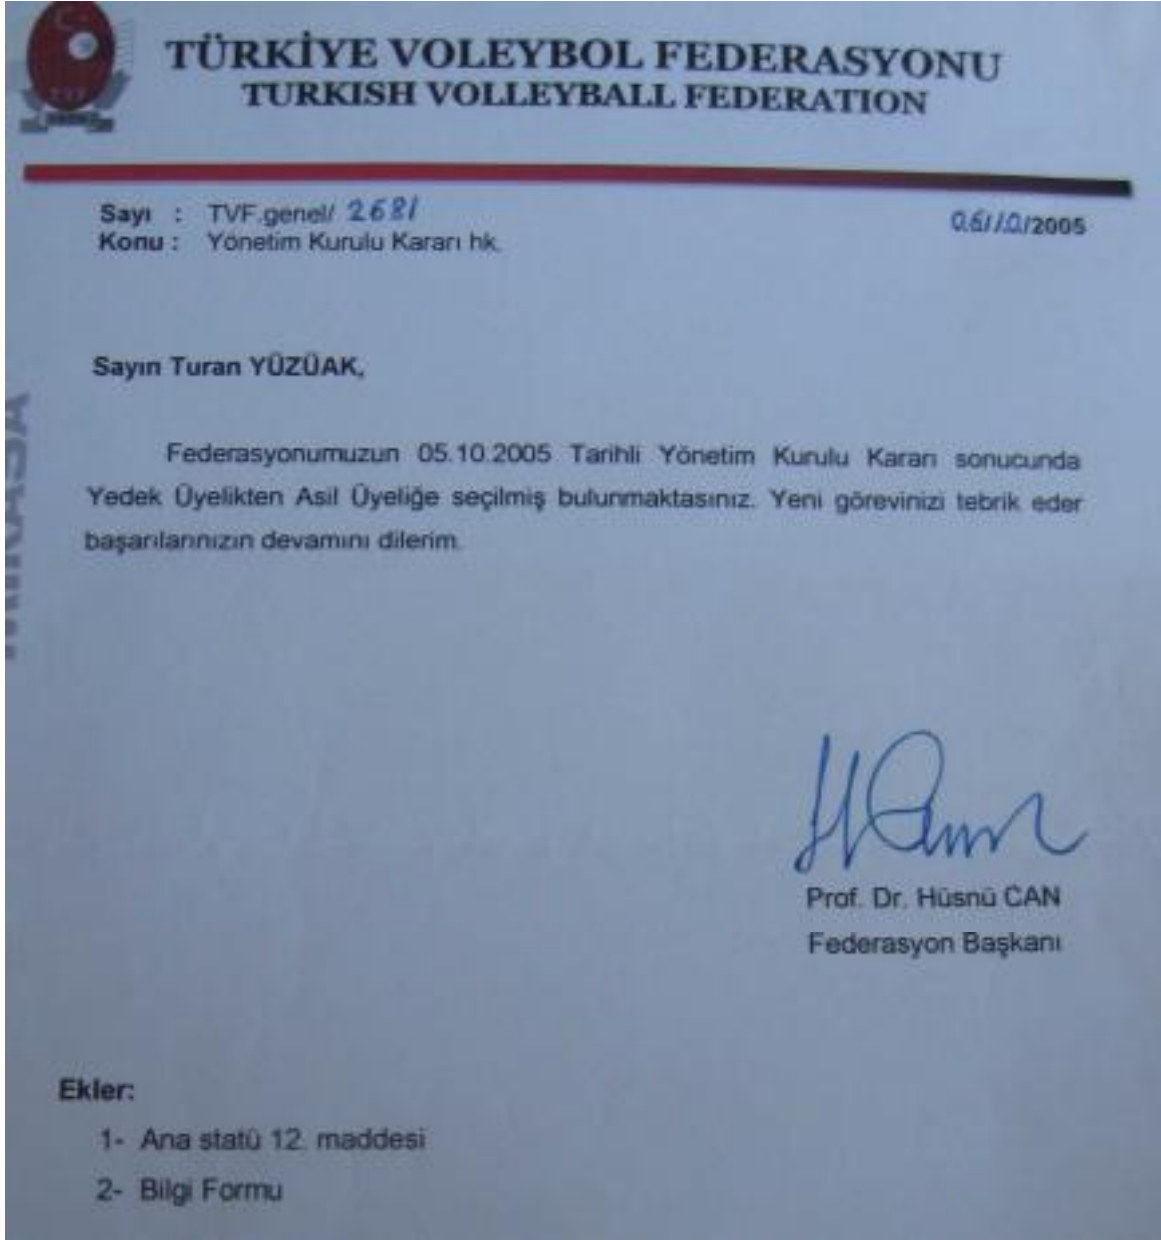 TÜRKİYE VOLEYBOL FEDERASYONU
TURKISH VOLLEYBALL FEDERATION
Sayı : TVF.genel/ 2681
06/10/2005
Konu : Yönetim Kurulu Kararı hk.
Sayın Turan YÜZÜAK,
Federasyonumuzun 05.10.2005 Tarihli Yönetim Kurulu Kararı sonucunda
Yedek Üyelikten Asil Üyeliğe seçilmiş bulunmaktasınız. Yeni görevinizi tebrik eder
başarılarınızın devamını dilerim.
Prof. Dr. Hüsnü CAN
Federasyon Başkanı
Ekler:
1- Ana statü 12. maddesi
2- Bilgi Formu
MIKASA